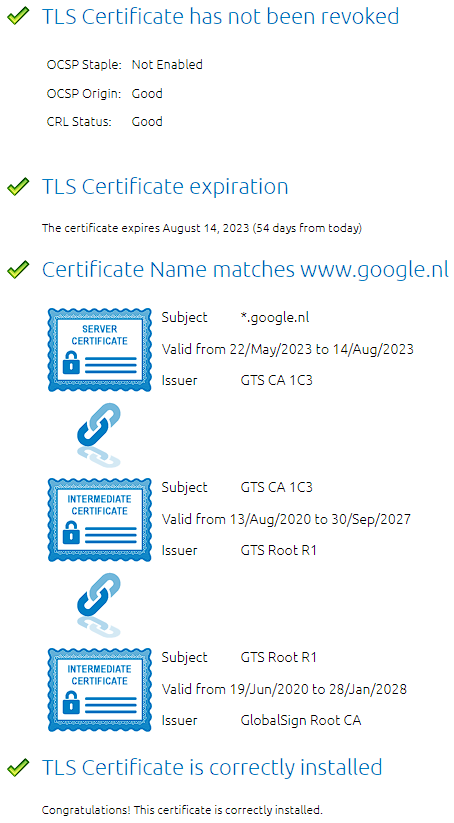 TLS Certificate has not been revoked
OCSP Staple: Not Enabled
OCSP Origin: Good
CRL Status: Good
TLS Certificate expiration
The certificate expires August 14, 2023 (54 days from today)
Certificate Name matches www.google.nl
SERVER
CERTIFICATE
Subject *.google.nl
Valid from 22/May/2023 to 14/Aug/2023
Issuer GTS CA 1C3
INTERMEDIATE
CERTIFICATE
Subject GTS CA 1C3
Valid from 13/Aug/2020 to 30/Sep/2027
Issuer GTS Root R1
INTERMEDIATE
CERTIFICATE
Subject GTS Root R1
Valid from 19/Jun/2020 to 28/Jan/2028
Issuer GlobalSign Root CA
TLS Certificate is correctly installed
Congratulations! This certificate is correctly installed.